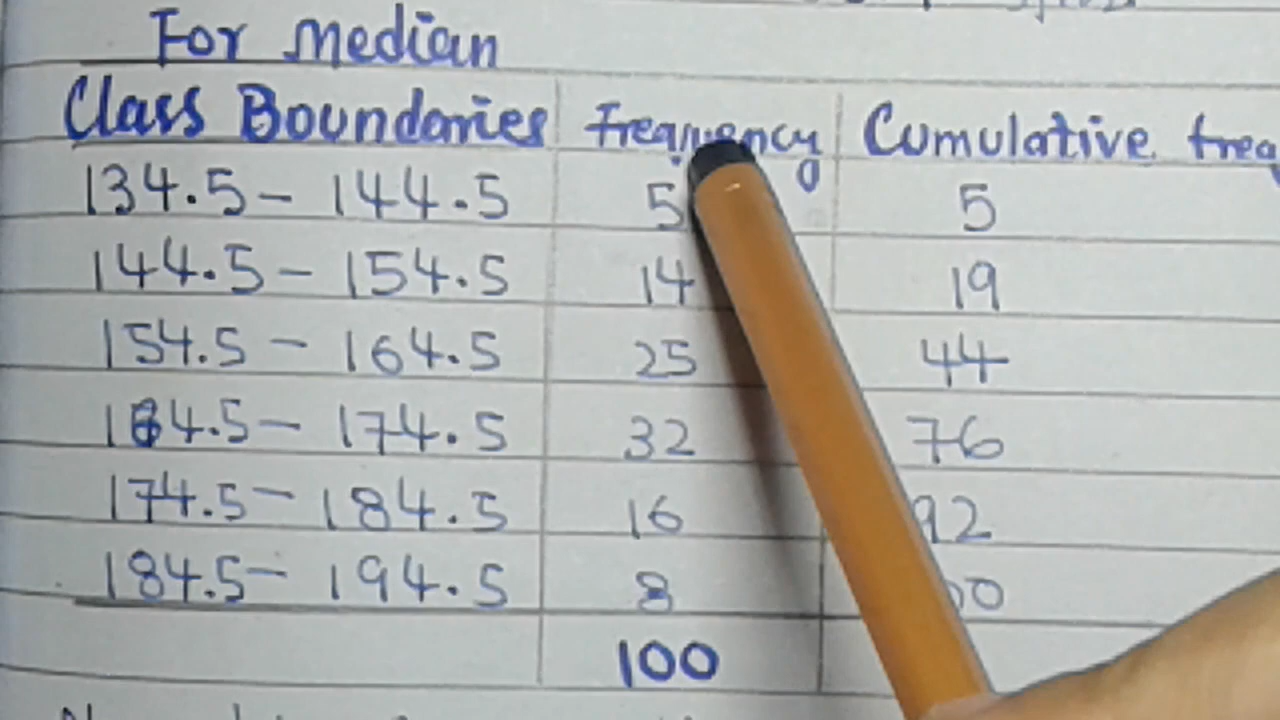 For Median
Class Boundaries Frequency Cumulative freq
134.5 - 144.5 5 5
144.5 - 154.5 14 19
154.5 - 164.5 25 44
164.5 - 174.5 32 76
174.5 - 184.5 16 92
184.5 - 194.5 8 00
100